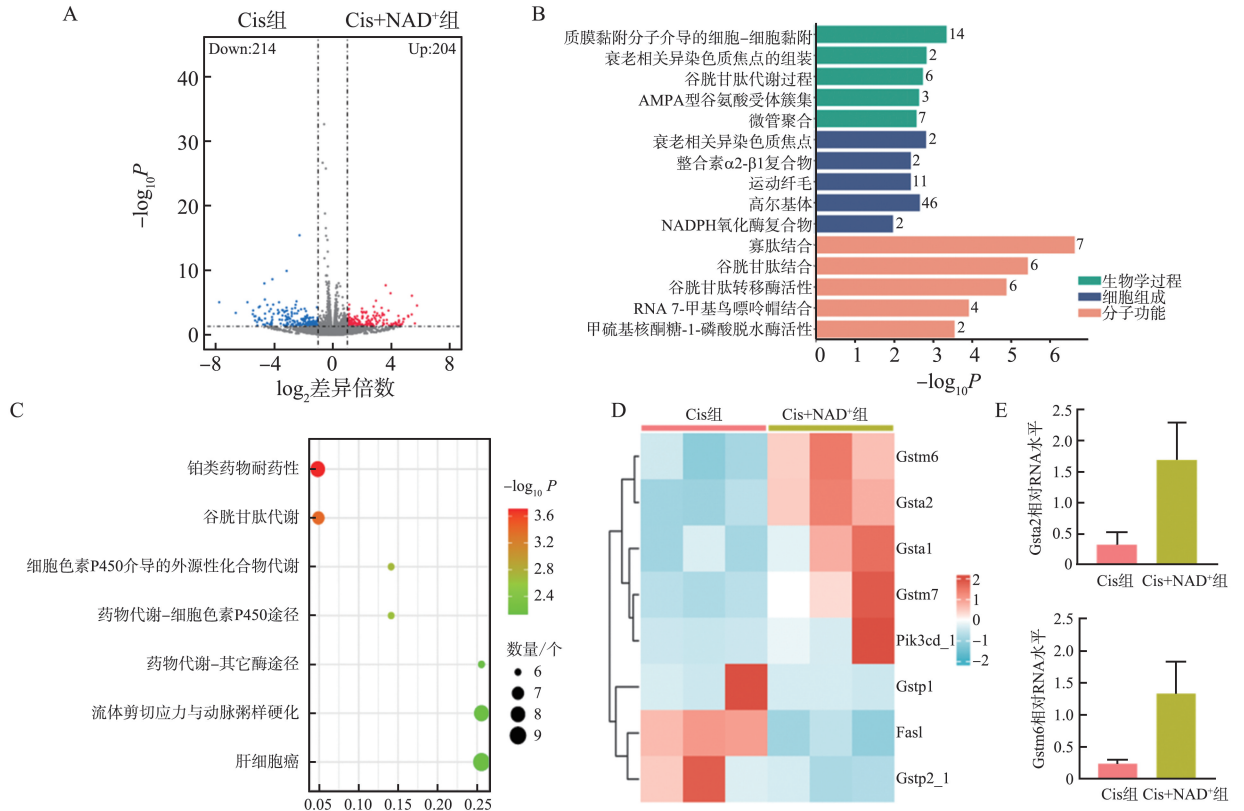 A
Cis组
Cis+NAD⁺组
Down:214
Up:204
40
30
20
10
0
-log₁₀P
−8
−4
0
4
8
log₂差异倍数
B
质膜黏附分子介导的细胞-细胞黏附
14
衰老相关异染色质焦点的组装
2
谷胱甘肽代谢过程
6
AMPA型谷氨酸受体簇集
3
微管聚合
7
衰老相关异染色质焦点
2
整合素α2-β1复合物
2
运动纤毛
11
高尔基体
46
NADPH氧化酶复合物
2
寡肽结合
7
谷胱甘肽结合
6
谷胱甘肽转移酶活性
6
RNA 7-甲基鸟嘌呤帽结合
4
甲硫基核酮糖-1-磷酸脱水酶活性
2
生物学过程
细胞组成
分子功能
0 1 2 3 4 5 6
−log₁₀P
C
铂类药物耐药性
谷胱甘肽代谢
细胞色素P450介导的外源性化合物代谢
药物代谢-细胞色素P450途径
药物代谢-其它酶途径
流体剪切应力与动脉粥样硬化
肝细胞癌
0.05 0.10 0.15 0.20 0.25
−log₁₀ P
3.6
3.2
2.8
2.4
数量/个
6
7
8
9
D
Cis组
Cis+NAD⁺组
Gstm6
Gsta2
Gsta1
Gstm7
Pik3cd_1
Gstp1
Fasl
Gstp2_1
2
1
0
−1
−2
E
Gsta2相对RNA水平
2.5
2.0
1.5
1.0
0.5
0
Cis组
Cis+NAD⁺组
Gstm6相对RNA水平
2.5
2.0
1.5
1.0
0.5
0
Cis组
Cis+NAD⁺组